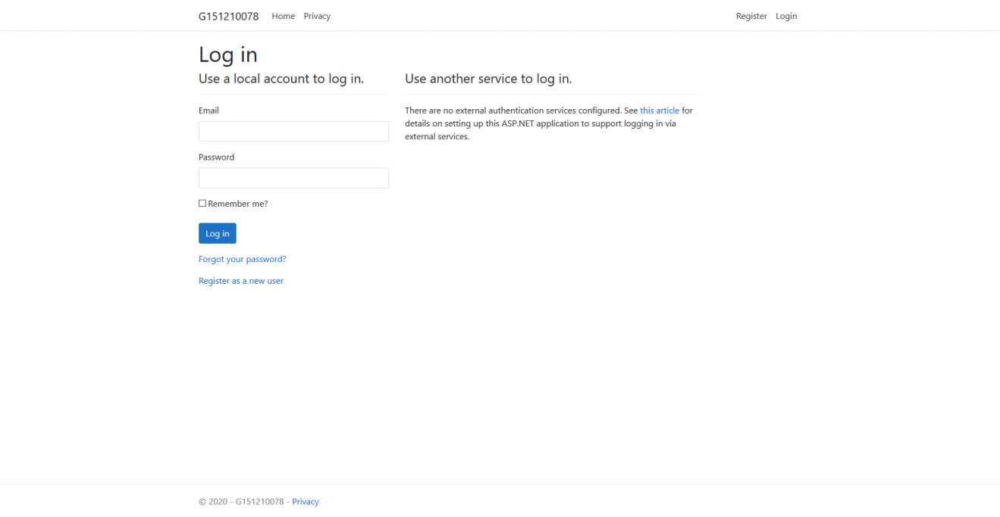 G151210078 Home Privacy Register Login
Log in
Use a local account to log in.
Email
Password
Remember me?
Log in
Forgot your password?
Register as a new user
Use another service to log in.
There are no external authentication services configured. See this article for
details on setting up this ASP.NET application to support logging in via
external services.
© 2020 - G151210078 - Privacy